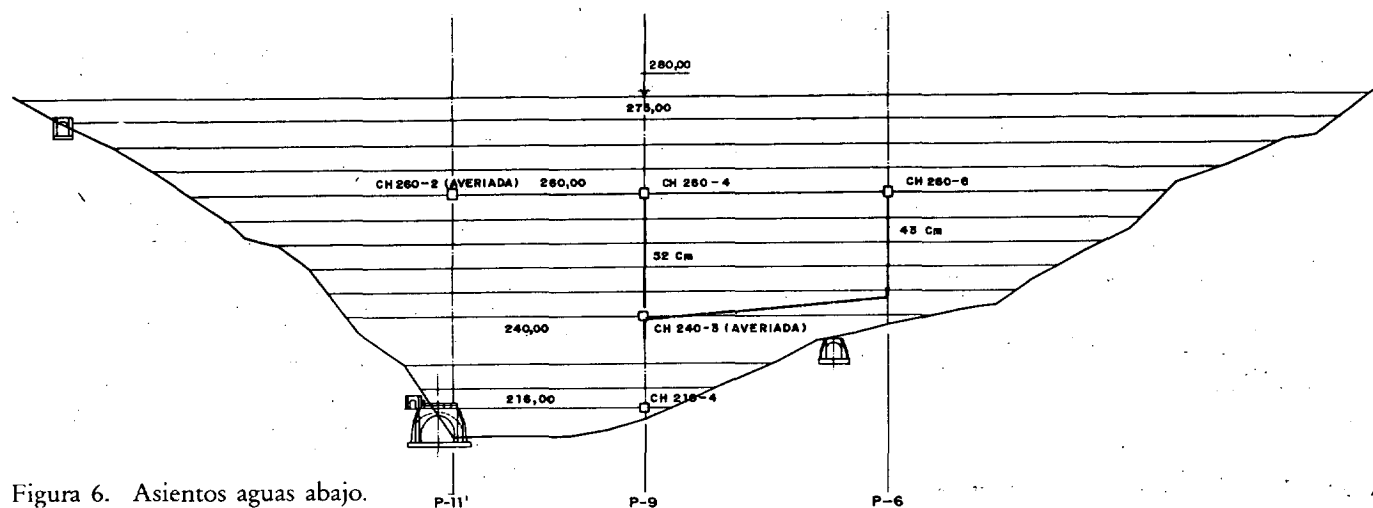 280,00
275,00
CH 260-2 (AVERIADA) 260,00 CH 260-4 CH 260-6
43 Cm
52 Cm
240,00 CH 240-3 (AVERIADA)
216,00 CH 216-4
Figura 6. Asientos aguas abajo.
P-11' P-9 P-6